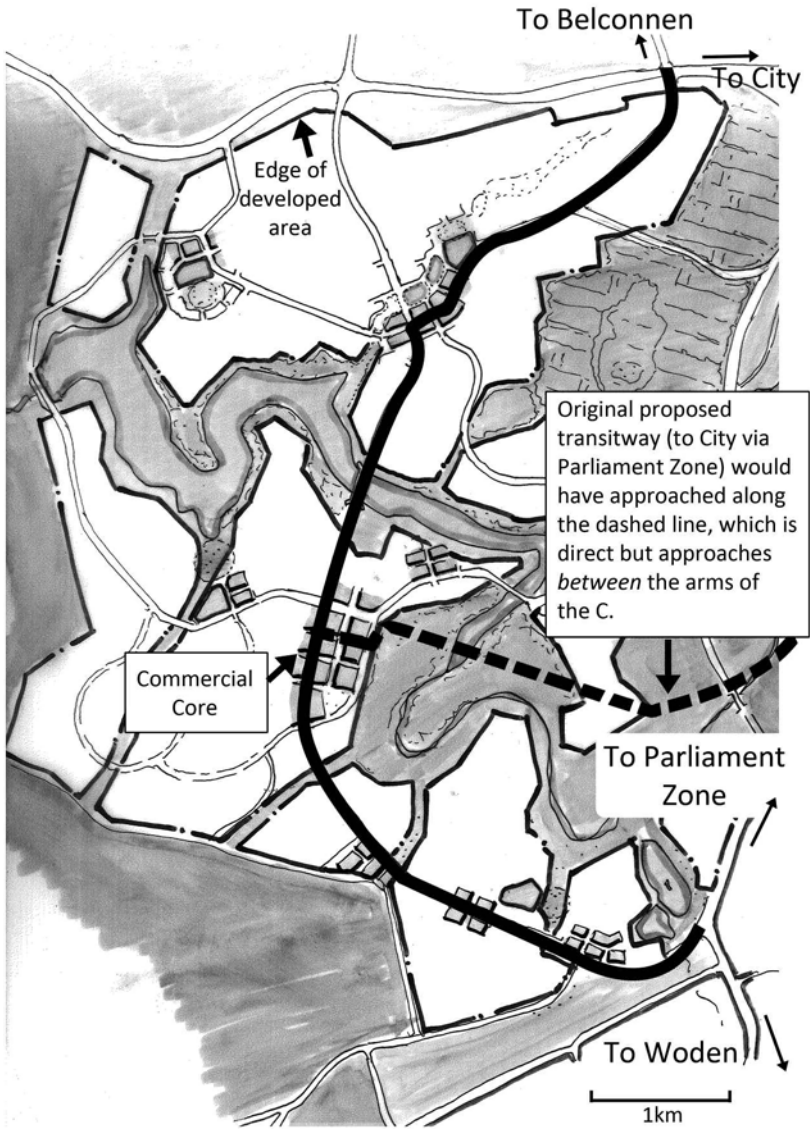 To Belconnen
To City
Edge of
developed
area
Original proposed
transitway (to City via
Parliament Zone) would
have approached along
the dashed line, which is
direct but approaches
between the arms of
the C.
Commercial
Core
To Parliament
Zone
To Woden
1km